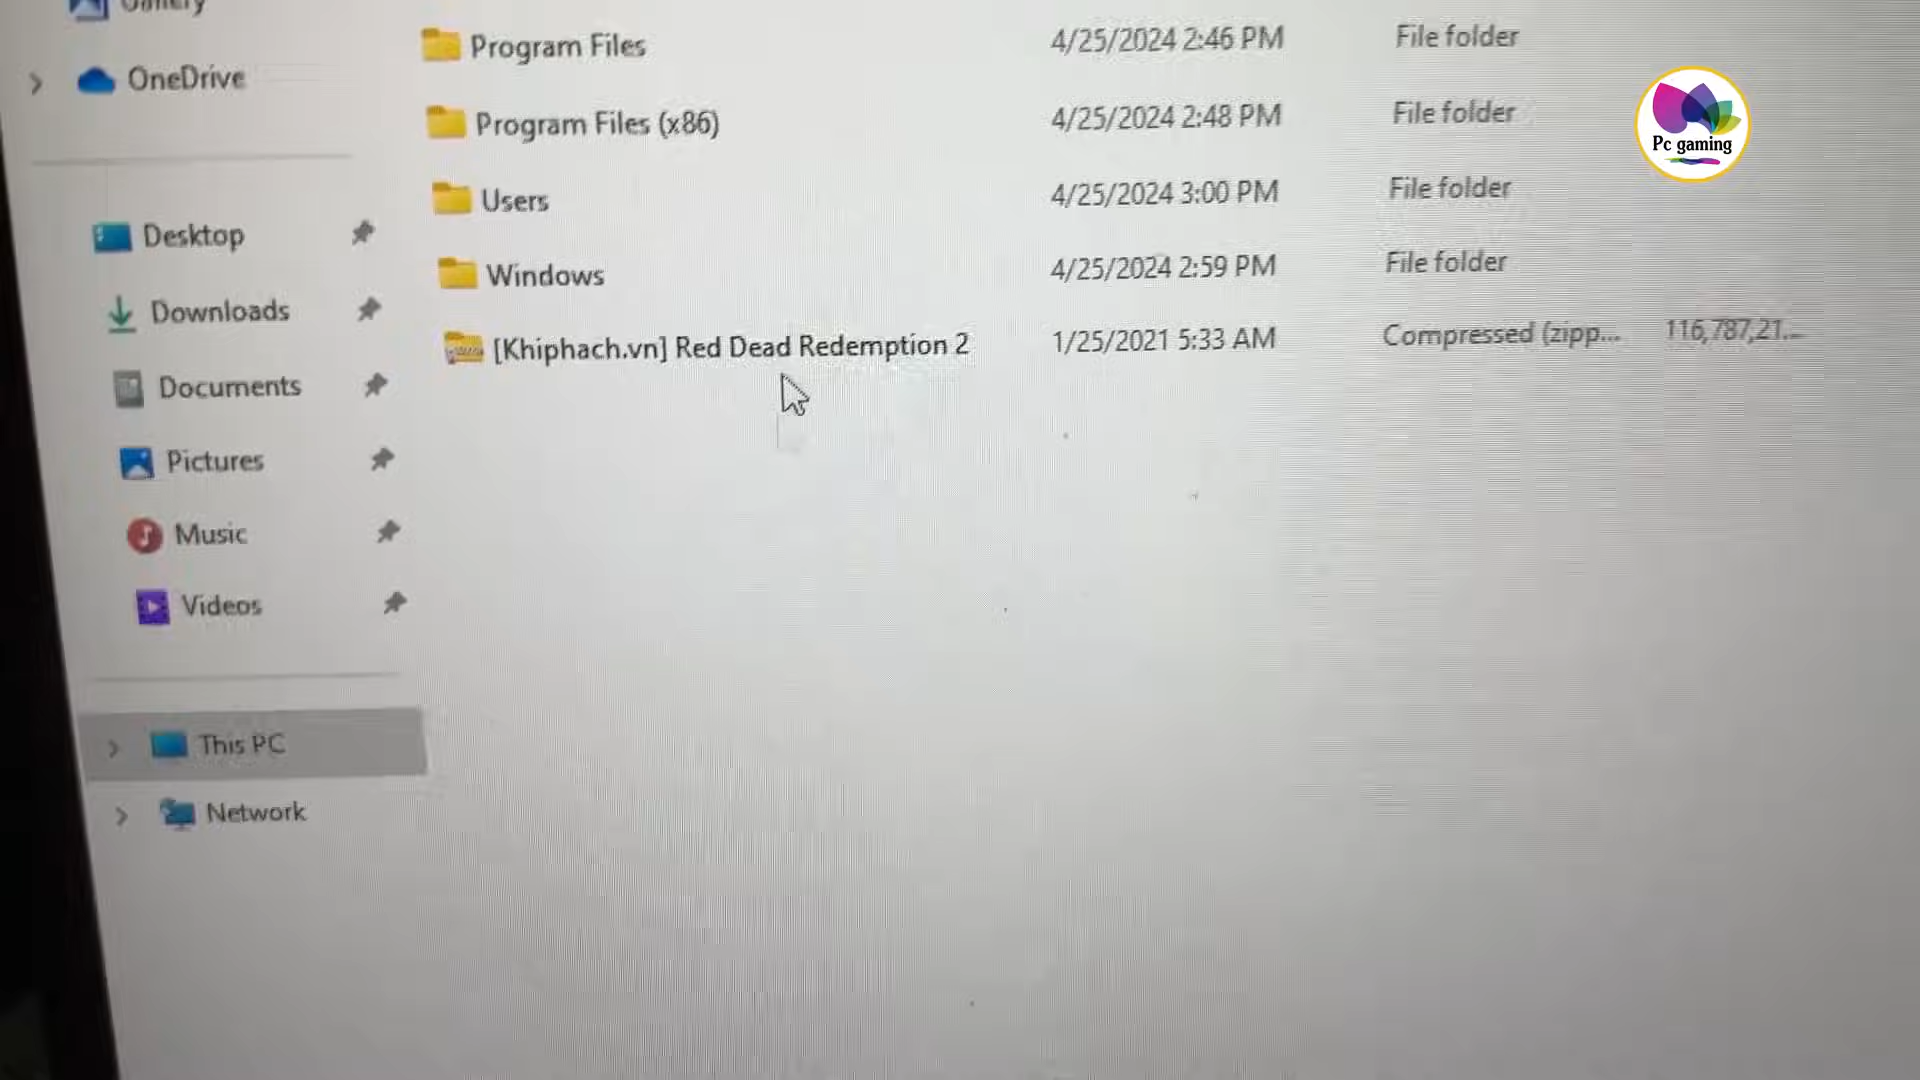 Gallery
OneDrive
Desktop
Downloads
Documents
Pictures
Music
Videos
This PC
Network
Program Files 4/25/2024 2:46 PM File folder
Program Files (x86) 4/25/2024 2:48 PM File folder
Users 4/25/2024 3:00 PM File folder
Windows 4/25/2024 2:59 PM File folder
[Khiphach.vn] Red Dead Redemption 2 1/25/2021 5:33 AM Compressed (zipp... 116,787,21...
Pc gaming